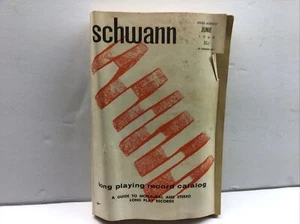 schwann
JUNE
long playing record catalog
A GUIDE TO MONAURAL AND STEREO
LONG PLAY RECORDS